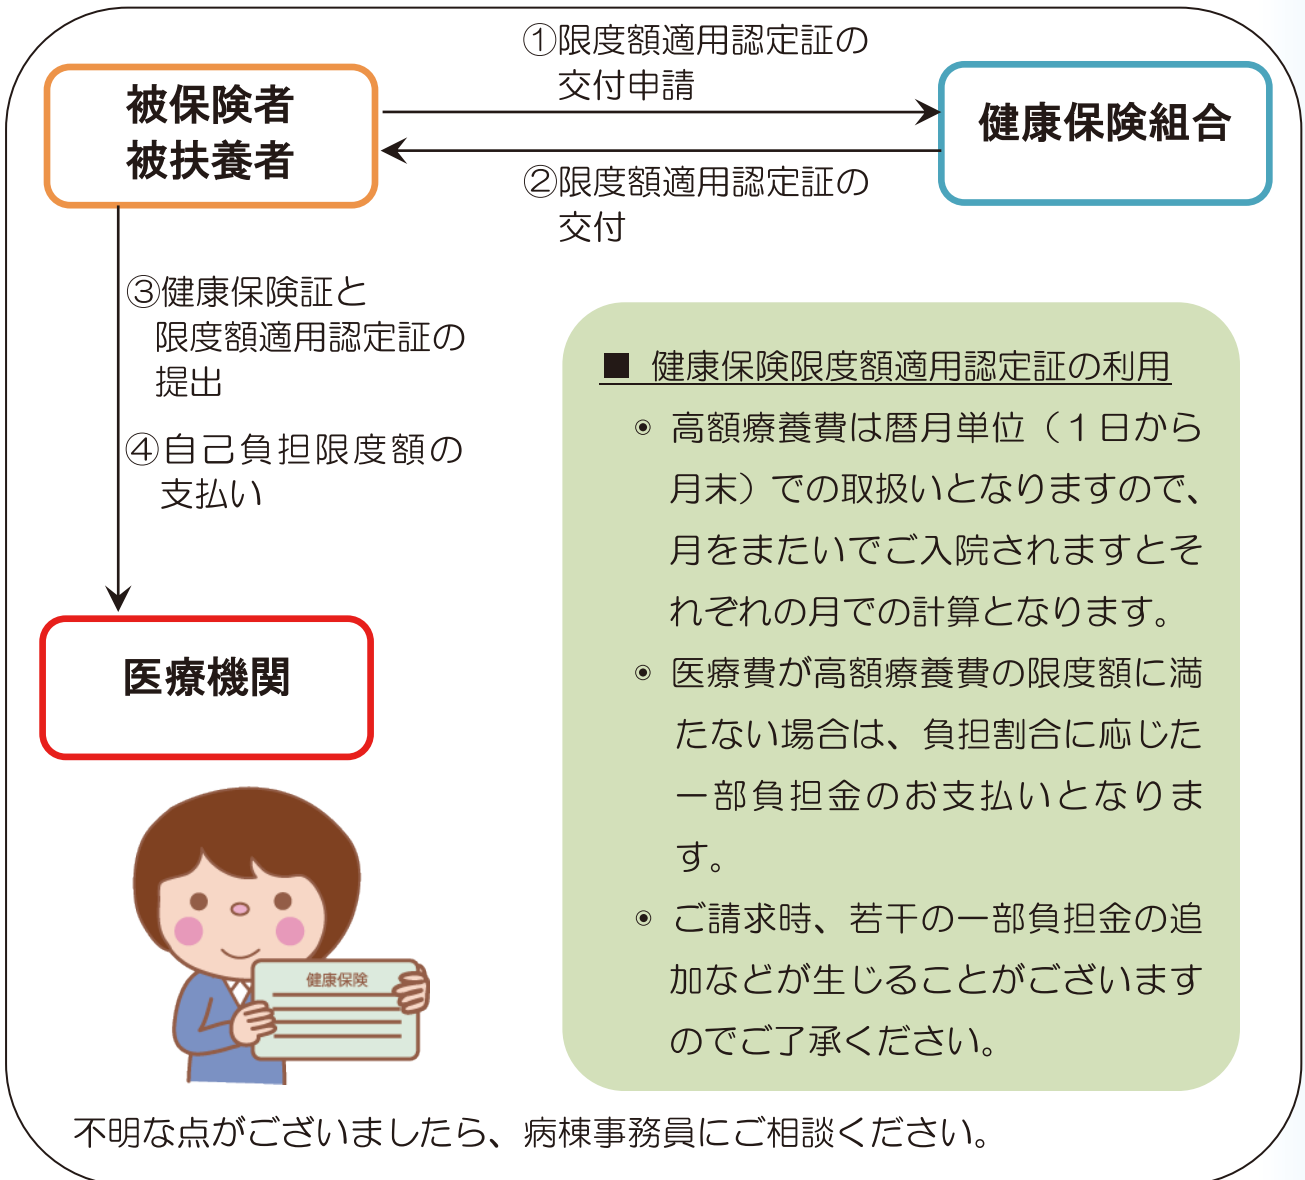 ①限度額適用認定証の
交付申請
被保険者
被扶養者
健康保険組合
②限度額適用認定証の
交付
③健康保険証と
限度額適用認定証の
提出
④自己負担限度額の
支払い
医療機関
■ 健康保険限度額適用認定証の利用
◉ 高額療養費は暦月単位（１日から
月末）での取扱いとなりますので、
月をまたいでご入院されますとそ
れぞれの月での計算となります。
◉ 医療費が高額療養費の限度額に満
たない場合は、負担割合に応じた
一部負担金のお支払いとなりま
す。
◉ ご請求時、若干の一部負担金の追
加などが生じることがございます
のでご了承ください。
健康保険
不明な点がございましたら、病棟事務員にご相談ください。